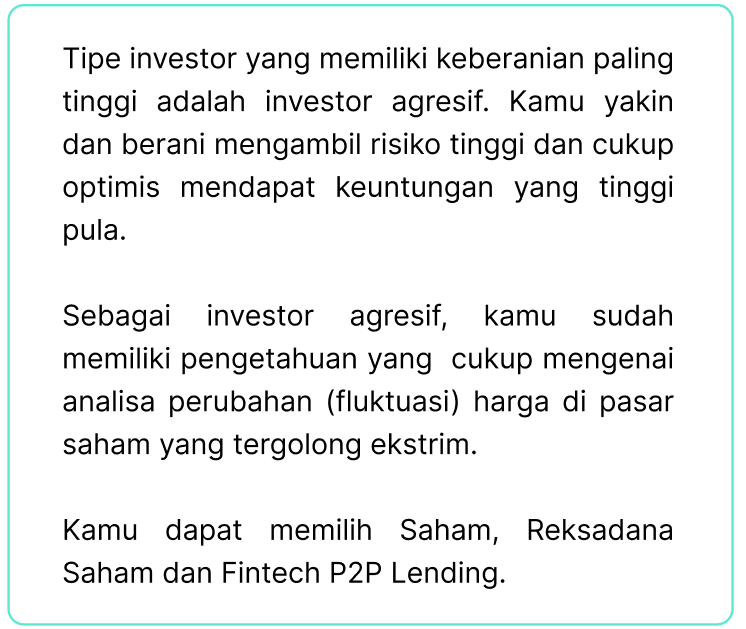 Tipe investor yang memiliki keberanian paling
tinggi adalah investor agresif. Kamu yakin
dan berani mengambil risiko tinggi dan cukup
optimis mendapat keuntungan yang tinggi
pula.
Sebagai investor agresif, kamu sudah
memiliki pengetahuan yang cukup mengenai
analisa perubahan (fluktuasi) harga di pasar
saham yang tergolong ekstrim.
Kamu dapat memilih Saham, Reksadana
Saham dan Fintech P2P Lending.